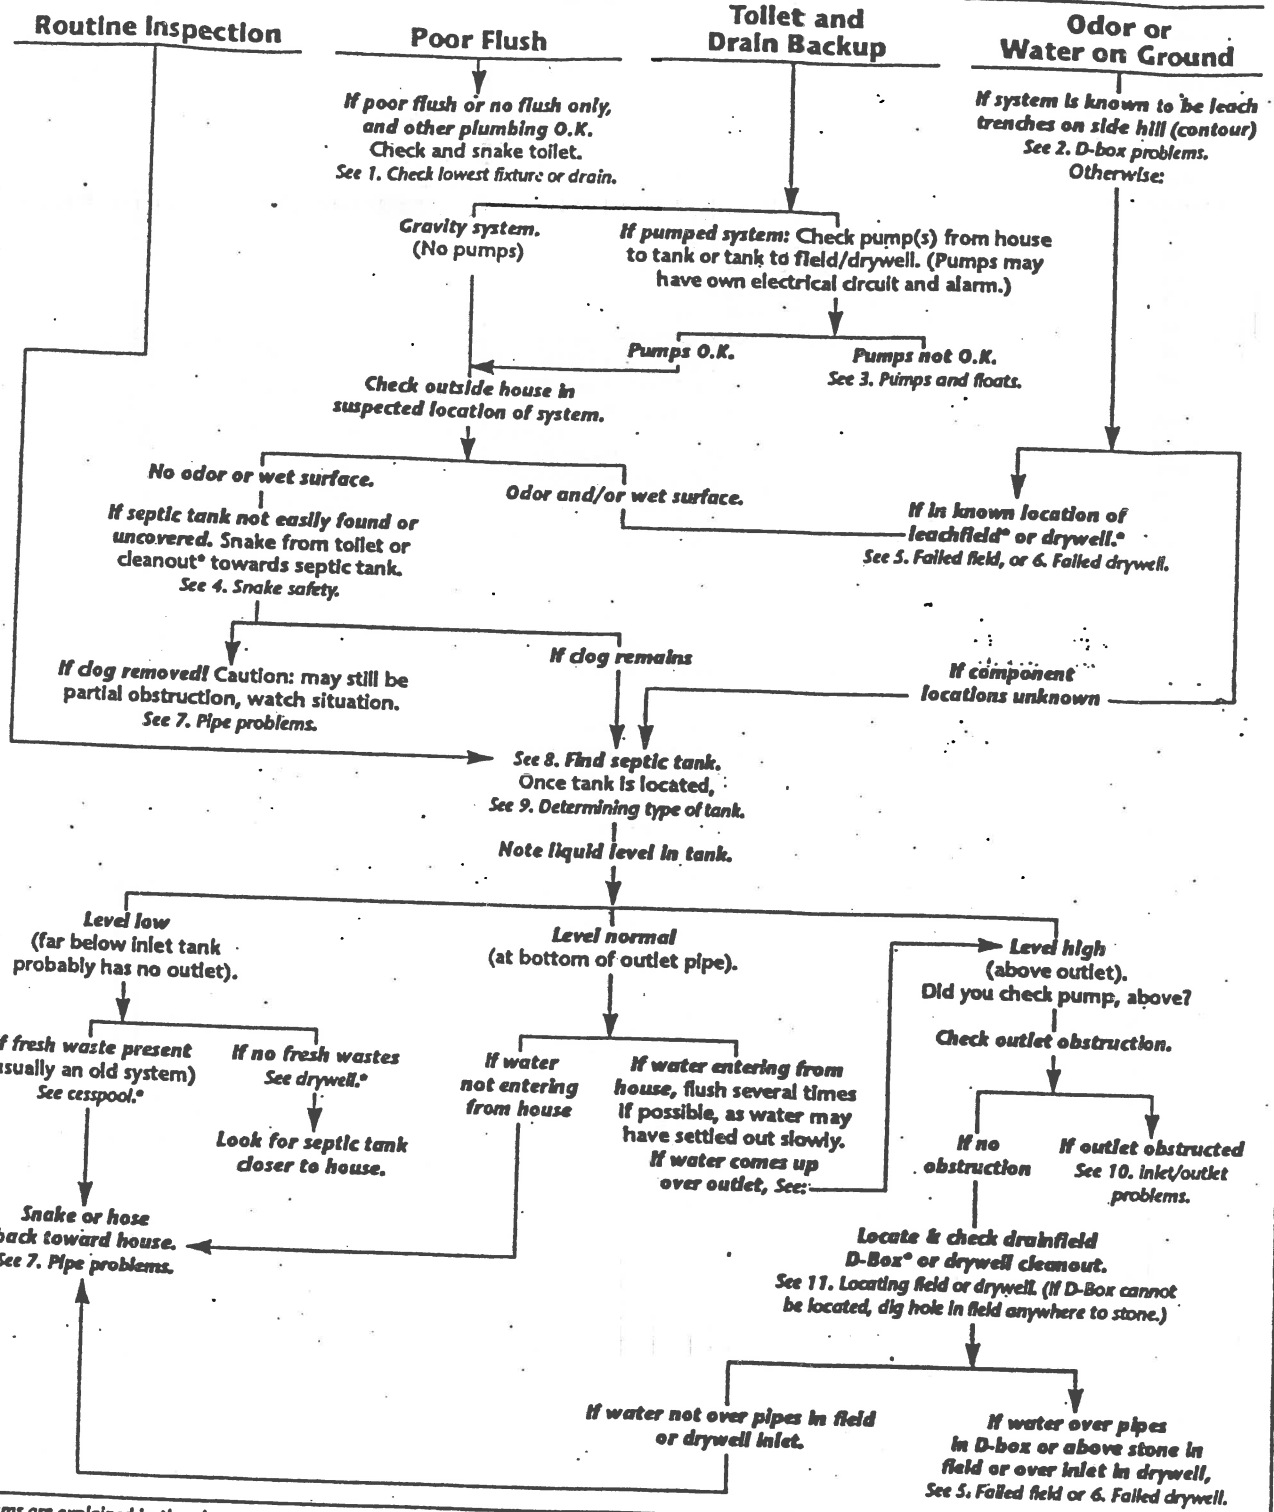 Routine Inspection
Poor Flush
Toilet and
Drain Backup
Odor or
Water on Ground
If poor flush or no flush only,
and other plumbing O.K.
Check and snake toilet.
See 1. Check lowest fixture or drain.
If system is known to be leach
trenches on side hill (contour)
See 2. D-box problems.
Otherwise:
Gravity system.
(No pumps)
If pumped system: Check pump(s) from house
to tank or tank to field/drywell. (Pumps may
have own electrical circuit and alarm.)
Pumps O.K.
Pumps not O.K.
See 3. Pumps and floats.
Check outside house in
suspected location of system.
No odor or wet surface.
Odor and/or wet surface.
If septic tank not easily found or
uncovered. Snake from toilet or
cleanout* towards septic tank.
See 4. Snake safety.
If in known location of
leachfield* or drywell.*
See 5. Failed field, or 6. Failed drywell.
If clog removed! Caution: may still be
partial obstruction, watch situation.
See 7. Pipe problems.
If clog remains
If component
locations unknown
See 8. Find septic tank.
Once tank is located,
See 9. Determining type of tank.
Note liquid level in tank.
Level low
(far below inlet tank
probably has no outlet).
Level normal
(at bottom of outlet pipe).
Level high
(above outlet).
Did you check pump, above?
Check outlet obstruction.
f fresh waste present
usually an old system)
See cesspool.*
If no fresh wastes
See drywell.*
Look for septic tank
closer to house.
If water
not entering
from house
If water entering from
house, flush several times
if possible, as water may
have settled out slowly.
If water comes up
over outlet, See:
If no
obstruction
If outlet obstructed
See 10. inlet/outlet
problems.
Snake or hose
back toward house.
See 7. Pipe problems.
Locate & check drainfield
D-Box* or drywell cleanout.
See 11. Locating field or drywell. (If D-Box cannot
be located, dig hole in field anywhere to stone.)
If water not over pipes in field
or drywell inlet.
If water over pipes
in D-box or above stone in
field or over inlet in drywell,
See 5. Failed field or 6. Failed drywell.